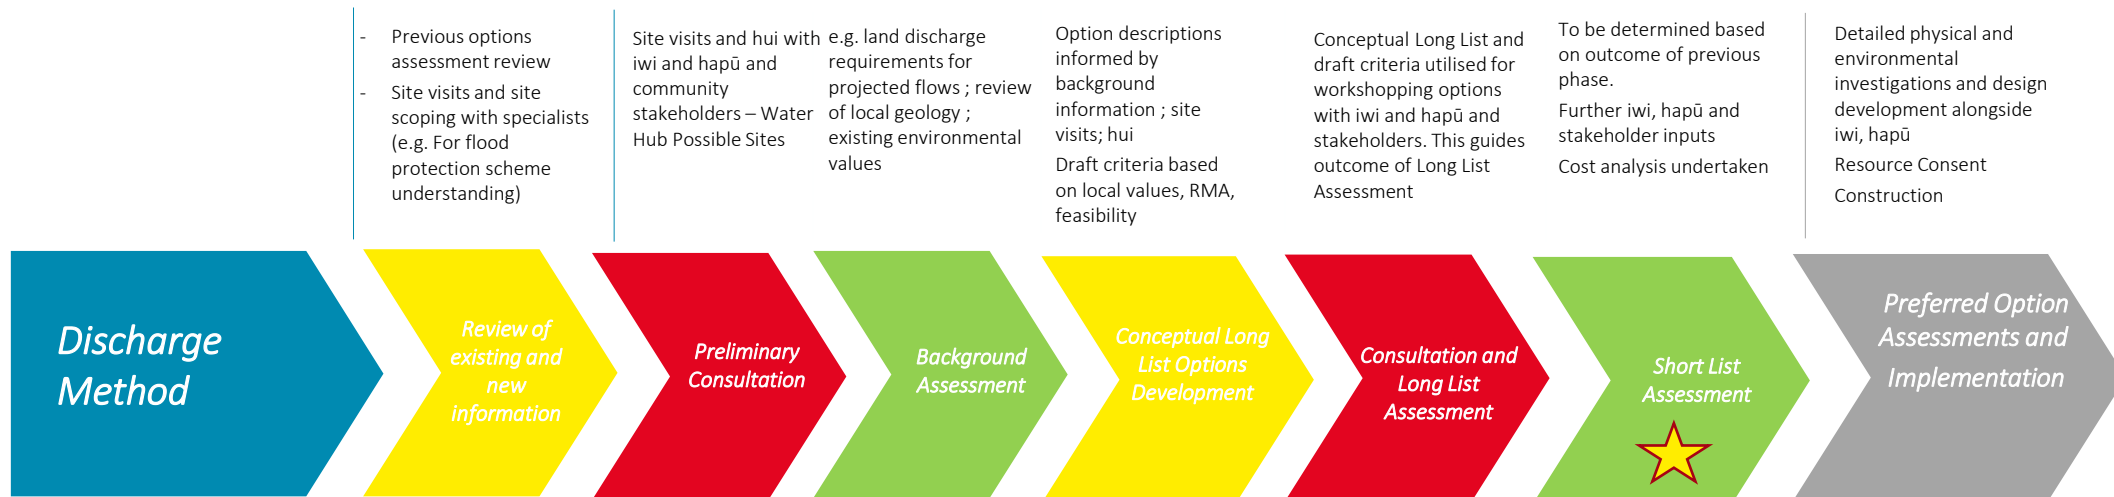 - Previous options
assessment review
- Site visits and site
scoping with specialists
(e.g. For flood
protection scheme
understanding)
Site visits and hui with
iwi and hapū and
community
stakeholders – Water
Hub Possible Sites
e.g. land discharge
requirements for
projected flows ; review
of local geology ;
existing environmental
values
Option descriptions
informed by
background
information ; site
visits; hui
Draft criteria based
on local values, RMA,
feasibility
Conceptual Long List and
draft criteria utilised for
workshopping options
with iwi and hapū and
stakeholders. This guides
outcome of Long List
Assessment
To be determined based
on outcome of previous
phase.
Further iwi, hapū and
stakeholder inputs
Cost analysis undertaken
Detailed physical and
environmental
investigations and design
development alongside
iwi, hapū
Resource Consent
Construction
Discharge
Method
Review of
existing and
new
information
Preliminary
Consultation
Background
Assessment
Conceptual Long
List Options
Development
Consultation and
Long List
Assessment
Short List
Assessment
Preferred Option
Assessments and
Implementation